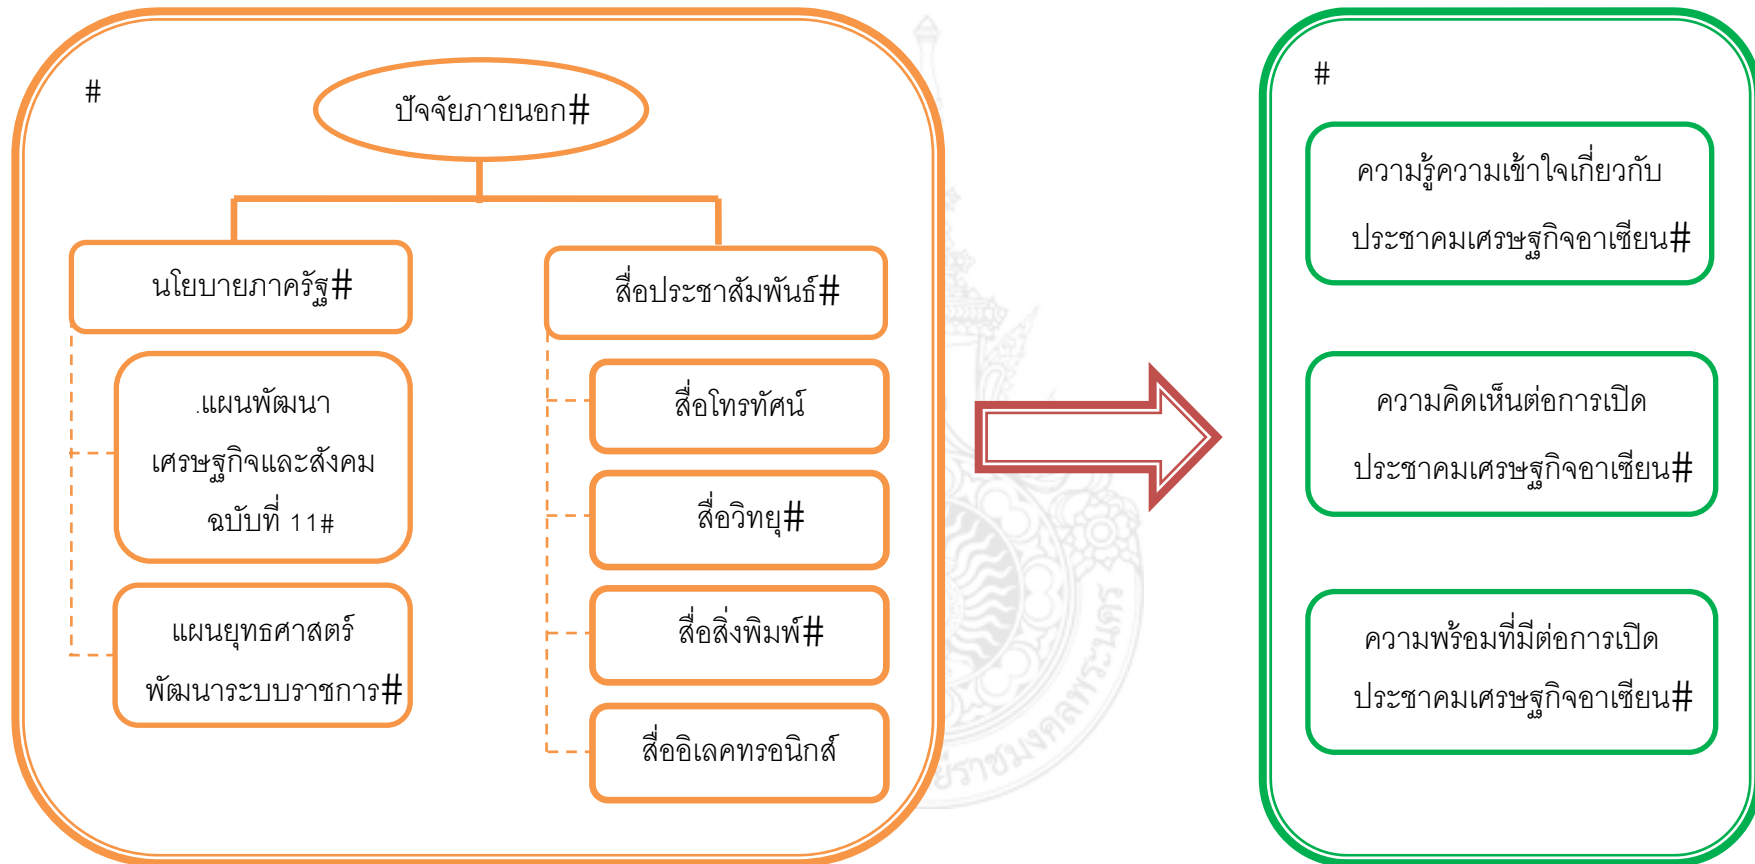 #
ปัจจัยภายนอก#
นโยบายภาครัฐ#
.แผนพัฒนา
เศรษฐกิจและสังคม
ฉบับที่ 11#
แผนยุทธศาสตร์
พัฒนาระบบราชการ#
สื่อประชาสัมพันธ์#
สื่อโทรทัศน์
สื่อวิทยุ#
สื่อสิ่งพิมพ์#
สื่ออิเลคทรอนิกส์
#
ความรู้ความเข้าใจเกี่ยวกับ
ประชาคมเศรษฐกิจอาเซียน#
ความคิดเห็นต่อการเปิด
ประชาคมเศรษฐกิจอาเซียน#
ความพร้อมที่มีต่อการเปิด
ประชาคมเศรษฐกิจอาเซียน#